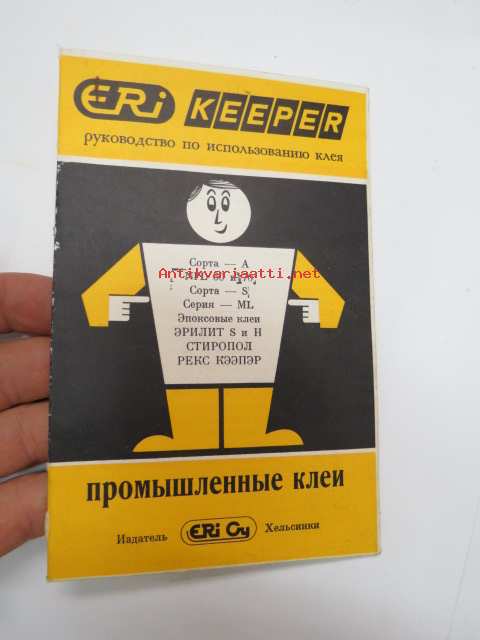 ERi KEEPER
руководство по использованию клея
Сорта — А
Antikvariaatti.net
Сорта — S,
Серия — ML
Эпоксовые клеи
ЭРИЛИТ S и Н
СТИРОПОЛ
РЕКС КЭЭПЭР
промышленные клеи
Издатель ERi Oy Хельсинки